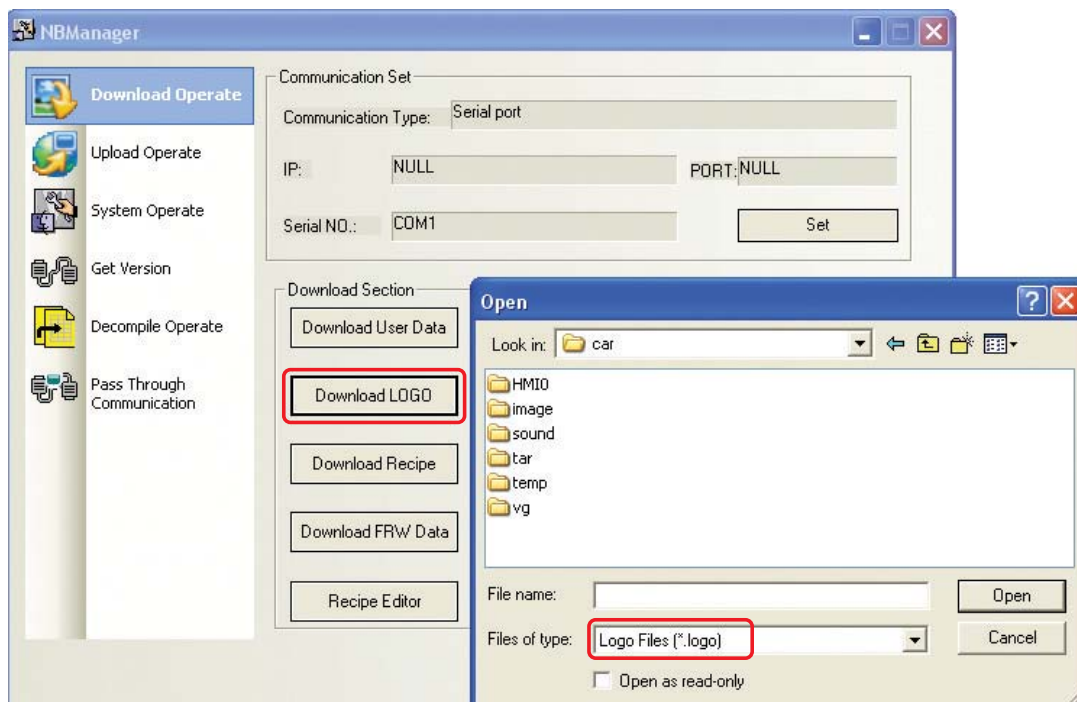 NBManager
Download Operate
Upload Operate
System Operate
Get Version
Decompile Operate
Pass Through
Communication
Communication Set
Communication Type: Serial port
IP: NULL PORT: NULL
Serial NO.: COM1 Set
Download Section
Download User Data
Download LOGO
Download Recipe
Download FRW Data
Recipe Editor
Open
Look in: car
HMI0
image
sound
tar
temp
vg
File name: Open
Files of type: Logo Files (*.logo) Cancel
Open as read-only